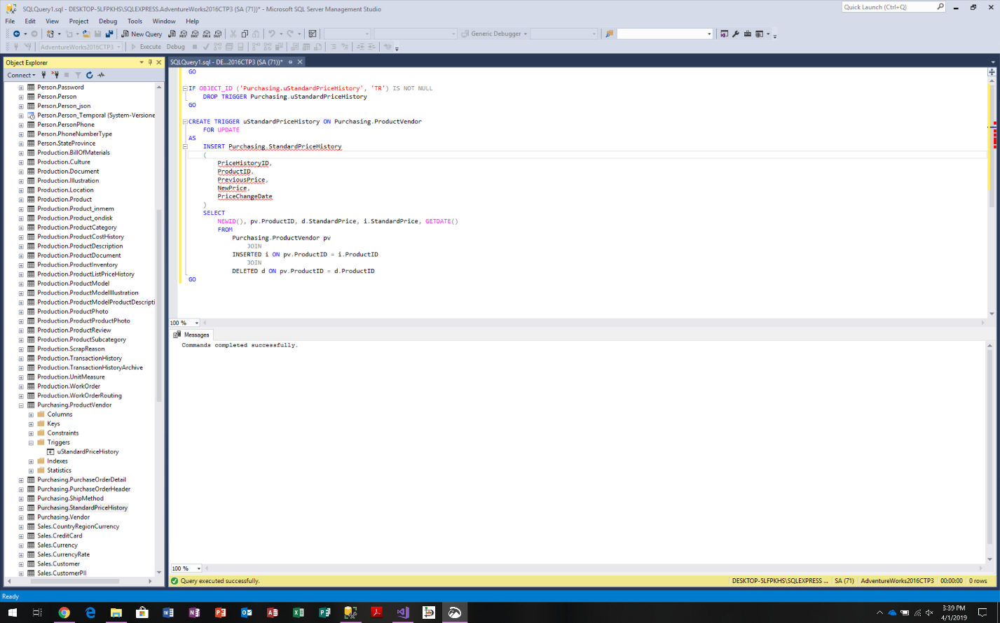 SQLQuery1.sql - DESKTOP-5LFPKHS\SQLEXPRESS.AdventureWorks2016CTP3 (SA (71))* - Microsoft SQL Server Management Studio
Quick Launch (Ctrl+Q)
File Edit View Project Debug Tools Window Help
New Query
MDX DMX XMLA DAX
Generic Debugger
AdventureWorks2016CTP3
Execute Debug
Object Explorer
Connect
Person.Password
Person.Person
Person.Person_json
Person.Person_Temporal (System-Versione
Person.PersonPhone
Person.PhoneNumberType
Person.StateProvince
Production.BillOfMaterials
Production.Culture
Production.Document
Production.Illustration
Production.Location
Production.Product
Production.Product_inmem
Production.Product_ondisk
Production.ProductCategory
Production.ProductCostHistory
Production.ProductDescription
Production.ProductDocument
Production.ProductInventory
Production.ProductListPriceHistory
Production.ProductModel
Production.ProductModelIllustration
Production.ProductModelProductDescripti
Production.ProductPhoto
Production.ProductProductPhoto
Production.ProductReview
Production.ProductSubcategory
Production.ScrapReason
Production.TransactionHistory
Production.TransactionHistoryArchive
Production.UnitMeasure
Production.WorkOrder
Production.WorkOrderRouting
Purchasing.ProductVendor
Columns
Keys
Constraints
Triggers
uStandardPriceHistory
Indexes
Statistics
Purchasing.PurchaseOrderDetail
Purchasing.PurchaseOrderHeader
Purchasing.ShipMethod
Purchasing.StandardPriceHistory
Purchasing.Vendor
Sales.CountryRegionCurrency
Sales.CreditCard
Sales.Currency
Sales.CurrencyRate
Sales.Customer
Sales.CustomerPII
SQLQuery1.sql - DE...2016CTP3 (SA (71))*
GO
IF OBJECT_ID ('Purchasing.uStandardPriceHistory', 'TR') IS NOT NULL
DROP TRIGGER Purchasing.uStandardPriceHistory
GO
CREATE TRIGGER uStandardPriceHistory ON Purchasing.ProductVendor
FOR UPDATE
AS
INSERT Purchasing.StandardPriceHistory
(
PriceHistoryID,
ProductID,
PreviousPrice,
NewPrice,
PriceChangeDate
)
SELECT
NEWID(), pv.ProductID, d.StandardPrice, i.StandardPrice, GETDATE()
FROM
Purchasing.ProductVendor pv
JOIN
INSERTED i ON pv.ProductID = i.ProductID
JOIN
DELETED d ON pv.ProductID = d.ProductID
GO
100 %
Messages
Commands completed successfully.
100 %
Query executed successfully.
DESKTOP-5LFPKHS\SQLEXPRESS ... SA (71) AdventureWorks2016CTP3 00:00:00 0 rows
Ready
3:39 PM
4/1/2019